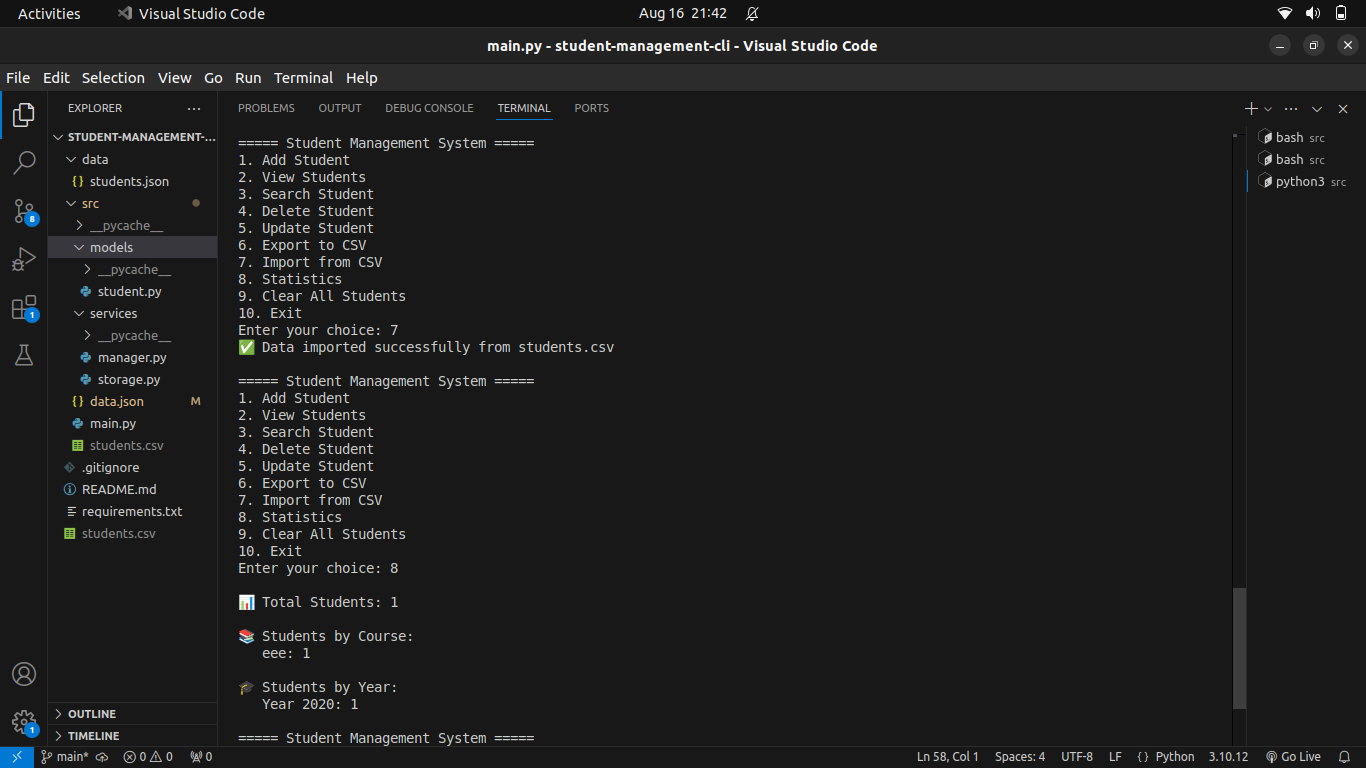 Activities
Visual Studio Code
Aug 16 21:42
main.py - student-management-cli - Visual Studio Code
File Edit Selection View Go Run Terminal Help
EXPLORER
STUDENT-MANAGEMENT-...
data
{} students.json
src
__pycache__
models
__pycache__
student.py
services
__pycache__
manager.py
storage.py
{} data.json M
main.py
students.csv
.gitignore
README.md
requirements.txt
students.csv
OUTLINE
TIMELINE
8
1
1
PROBLEMS OUTPUT DEBUG CONSOLE TERMINAL PORTS
===== Student Management System =====
1. Add Student
2. View Students
3. Search Student
4. Delete Student
5. Update Student
6. Export to CSV
7. Import from CSV
8. Statistics
9. Clear All Students
10. Exit
Enter your choice: 7
✅ Data imported successfully from students.csv
===== Student Management System =====
1. Add Student
2. View Students
3. Search Student
4. Delete Student
5. Update Student
6. Export to CSV
7. Import from CSV
8. Statistics
9. Clear All Students
10. Exit
Enter your choice: 8
📊 Total Students: 1
📚 Students by Course:
eee: 1
🎓 Students by Year:
Year 2020: 1
===== Student Management System =====
bash src
bash src
python3 src
main* 0 0 0
Ln 58, Col 1 Spaces: 4 UTF-8 LF {} Python 3.10.12 Go Live